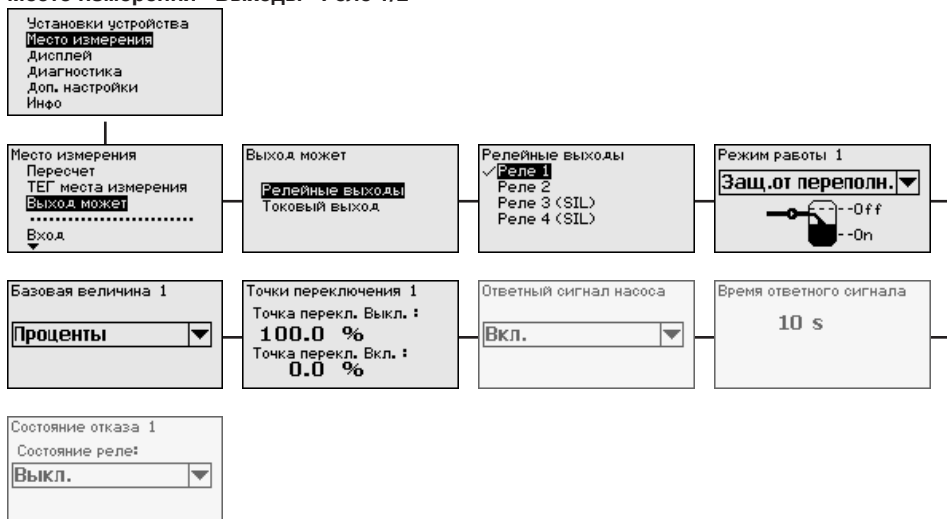 Место измерения - Выходы - Реле 1/2
Установки устройства
Место измерения
Дисплей
Диагностика
Доп. настройки
Инфо
Место измерения
Пересчет
ТЕГ места измерения
Выход может
Вход
Выход может
Релейные выходы
Токовый выход
Релейные выходы
Реле 1
Реле 2
Реле 3 (SIL)
Реле 4 (SIL)
Режим работы 1
Защ.от переполн.
--Off
--On
Базовая величина 1
Проценты
Точки переключения 1
Точка перекл. Выкл. :
100.0 %
Точка перекл. Вкл. :
0.0 %
Ответный сигнал насоса
Вкл.
Время ответного сигнала
10 s
Состояние отказа 1
Состояние реле:
Выкл.